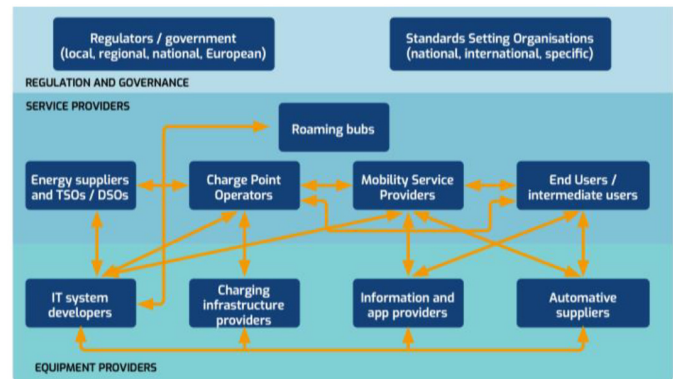 Regulators / government
(local, regional, national, European)
Standards Setting Organisations
(national, international, specific)
REGULATION AND GOVERNANCE
SERVICE PROVIDERS
Roaming bubs
Energy suppliers
and TSOs / DSOs
Charge Point
Operators
Mobility Service
Providers
End Users /
intermediate users
IT system
developers
Charging
infrastructure
providers
Information and
app providers
Automative
suppliers
EQUIPMENT PROVIDERS